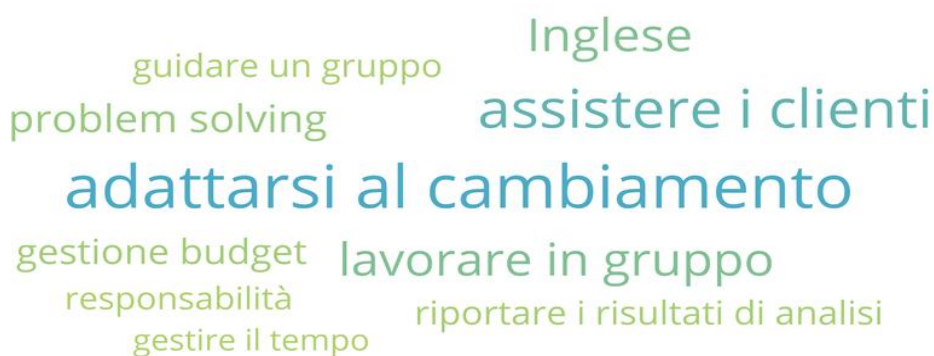 Inglese
guidare un gruppo
assistere i clienti
problem solving
adattarsi al cambiamento
gestione budget
lavorare in gruppo
responsabilità
riportare i risultati di analisi
gestire il tempo